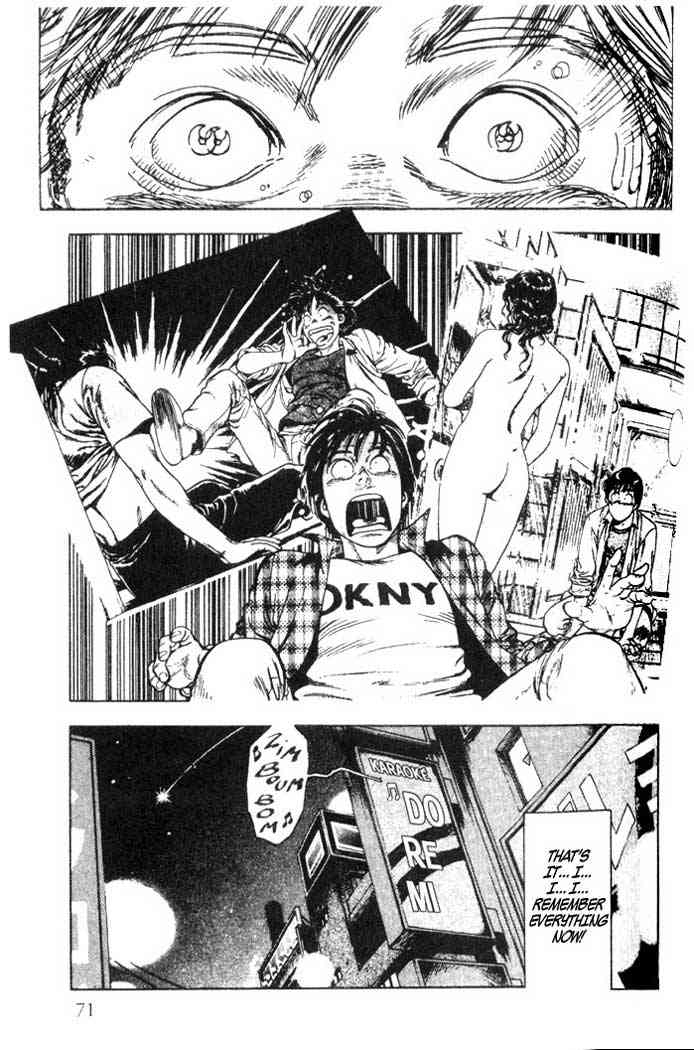 DKNY
ZIM
BOUM
BOM
KARAOKE
DO
RE
MI
THAT'S
IT... I...
I... I...
REMEMBER
EVERYTHING
NOW!
71